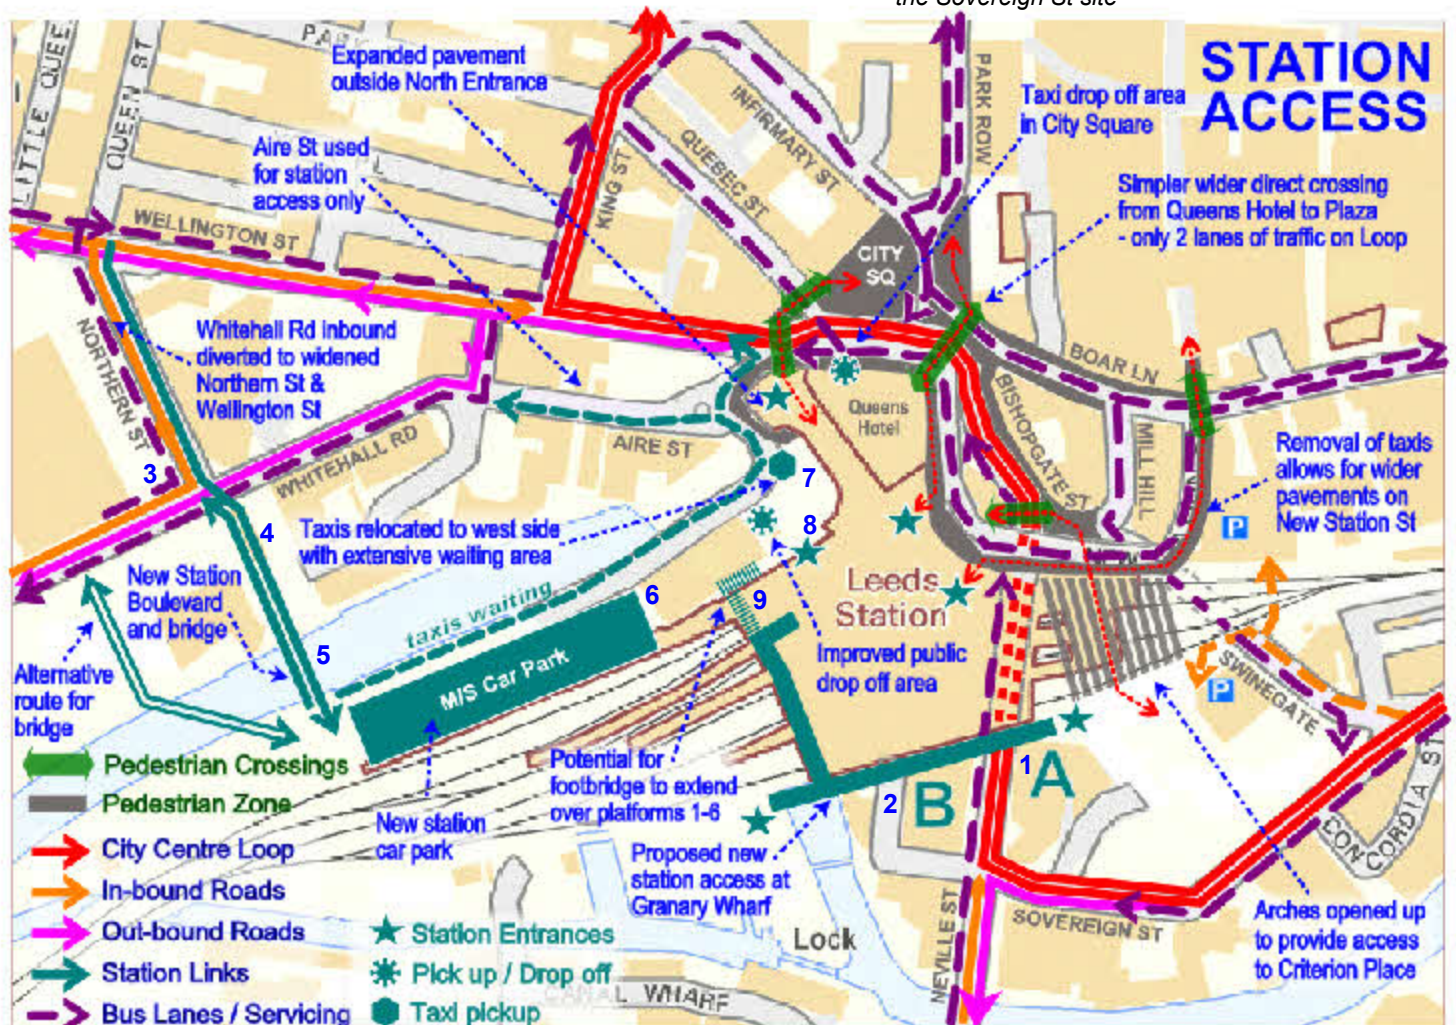 the Sovereign St site
STATION
ACCESS
LITTLE QUEE
QUEEN ST
PAR
Expanded pavement
outside North Entrance
Aire St used
for station
access only
KING ST
INFIRMARY ST
QUEBEC ST
PARK ROW
Taxi drop off area
in City Square
Simpler wider direct crossing
from Queens Hotel to Plaza
- only 2 lanes of traffic on Loop
WELLINGTON ST
CITY
SQ
NORTHERN ST
Whitehall Rd inbound
diverted to widened
Northern St &
Wellington St
BOAR LN
Queens
Hotel
BISHOPGATE ST
MILL HILL
AIRE ST
WHITEHALL RD
Removal of taxis
allows for wider
pavements on
New Station St
P
3
4
7
8
Taxis relocated to west side
with extensive waiting area
New Station
Boulevard
and bridge
5
6
9
taxis waiting
Leeds
Station
Alternative
route for
bridge
M/S Car Park
Improved public
drop off area
SWINEGATE
P
Potential for
footbridge to extend
over platforms 1-6
New station
car park
Proposed new
station access at
Granary Wharf
1
A
2
B
CONCORDIA ST
NEVILLE ST
SOVEREIGN ST
Arches opened up
to provide access
to Criterion Place
Lock
CANAL WHARF
Pedestrian Crossings
Pedestrian Zone
City Centre Loop
In-bound Roads
Out-bound Roads
Station Links
Bus Lanes / Servicing
Station Entrances
Pick up / Drop off
Taxi pickup